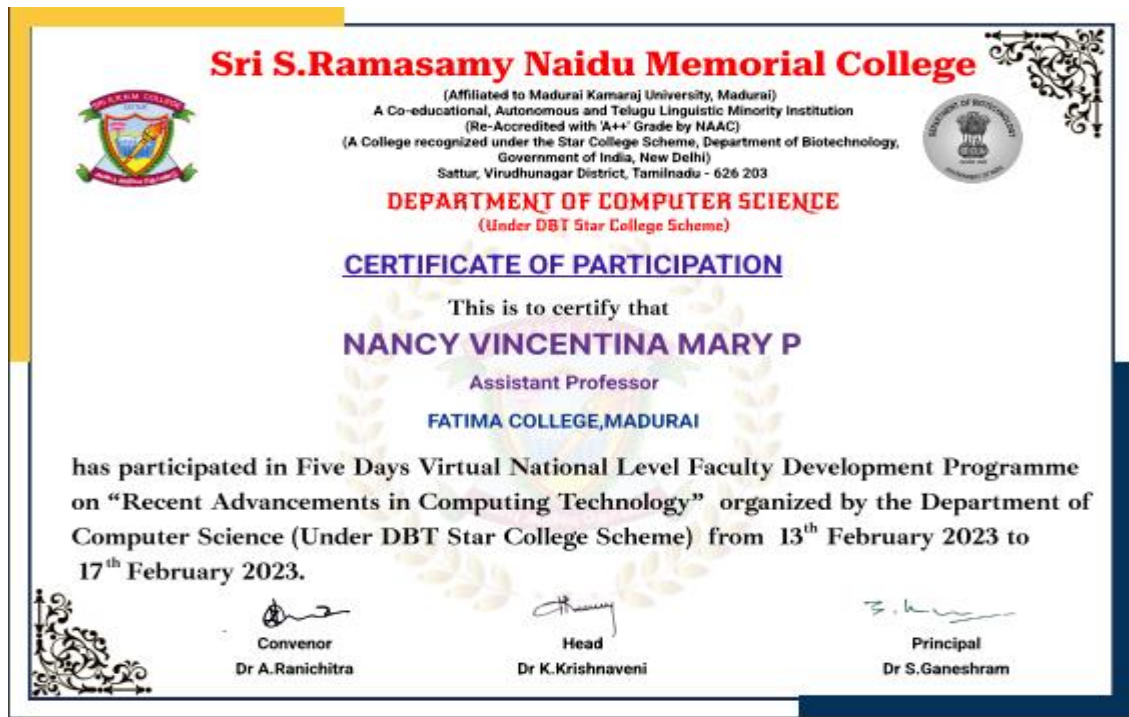 Sri S.Ramasamy Naidu Memorial College
(Affiliated to Madurai Kamaraj University, Madurai)
A Co-educational, Autonomous and Telugu Linguistic Minority Institution
(Re-Accredited with 'A++' Grade by NAAC)
(A College recognized under the Star College Scheme, Department of Biotechnology,
Government of India, New Delhi)
Sattur, Virudhunagar District, Tamilnadu - 626 203
DEPARTMENT OF COMPUTER SCIENCE
(Under DBT Star College Scheme)
CERTIFICATE OF PARTICIPATION
This is to certify that
NANCY VINCENTINA MARY P
Assistant Professor
FATIMA COLLEGE,MADURAI
has participated in Five Days Virtual National Level Faculty Development Programme
on “Recent Advancements in Computing Technology” organized by the Department of
Computer Science (Under DBT Star College Scheme) from 13th February 2023 to
17th February 2023.
Convenor Head Principal
Dr A.Ranichitra Dr K.Krishnaveni Dr S.Ganeshram